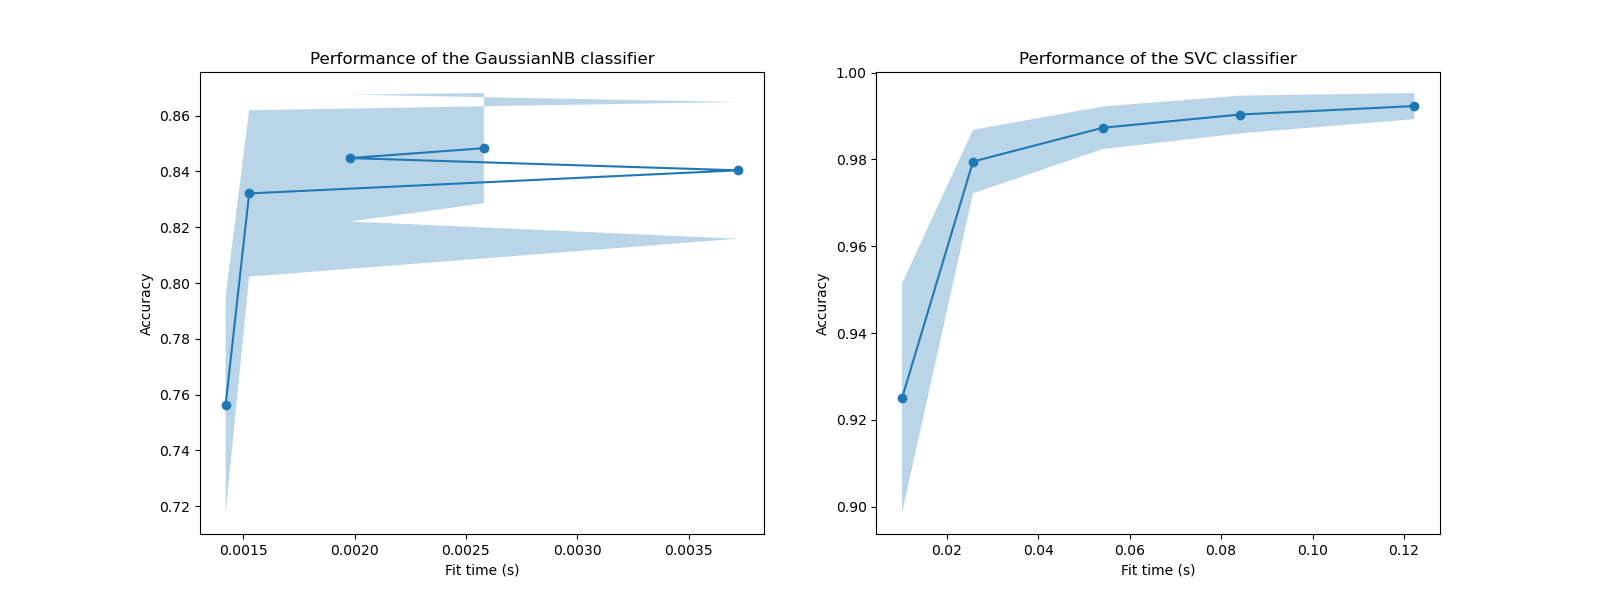 Performance of the GaussianNB classifier
0.86
0.84
0.82
0.80
0.78
0.76
0.74
0.72
Accuracy
0.0015 0.0020 0.0025 0.0030 0.0035
Fit time (s)
Performance of the SVC classifier
1.00
0.98
0.96
0.94
0.92
0.90
Accuracy
0.02 0.04 0.06 0.08 0.10 0.12
Fit time (s)